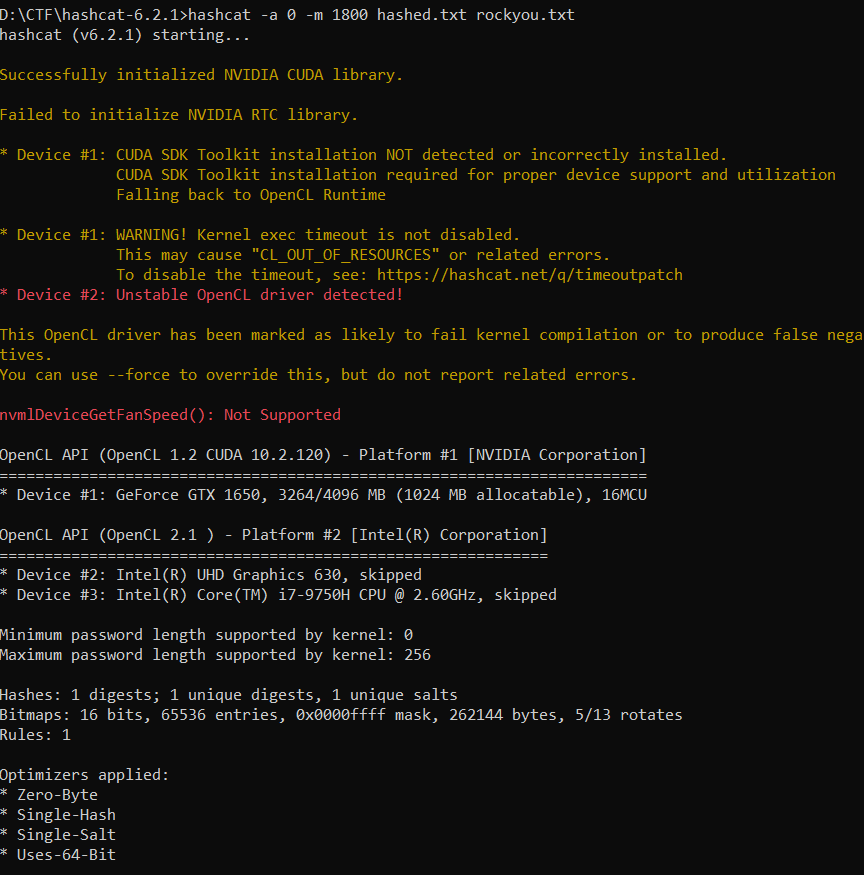 D:\CTF\hashcat-6.2.1>hashcat -a 0 -m 1800 hashed.txt rockyou.txt
hashcat (v6.2.1) starting...
Successfully initialized NVIDIA CUDA library.
Failed to initialize NVIDIA RTC library.
* Device #1: CUDA SDK Toolkit installation NOT detected or incorrectly installed.
CUDA SDK Toolkit installation required for proper device support and utilization
Falling back to OpenCL Runtime
* Device #1: WARNING! Kernel exec timeout is not disabled.
This may cause "CL_OUT_OF_RESOURCES" or related errors.
To disable the timeout, see: https://hashcat.net/q/timeoutpatch
* Device #2: Unstable OpenCL driver detected!
This OpenCL driver has been marked as likely to fail kernel compilation or to produce false nega
tives.
You can use --force to override this, but do not report related errors.
nvmlDeviceGetFanSpeed(): Not Supported
OpenCL API (OpenCL 1.2 CUDA 10.2.120) - Platform #1 [NVIDIA Corporation]
========================================================================
* Device #1: GeForce GTX 1650, 3264/4096 MB (1024 MB allocatable), 16MCU
OpenCL API (OpenCL 2.1 ) - Platform #2 [Intel(R) Corporation]
=============================================================
* Device #2: Intel(R) UHD Graphics 630, skipped
* Device #3: Intel(R) Core(TM) i7-9750H CPU @ 2.60GHz, skipped
Minimum password length supported by kernel: 0
Maximum password length supported by kernel: 256
Hashes: 1 digests; 1 unique digests, 1 unique salts
Bitmaps: 16 bits, 65536 entries, 0x0000ffff mask, 262144 bytes, 5/13 rotates
Rules: 1
Optimizers applied:
* Zero-Byte
* Single-Hash
* Single-Salt
* Uses-64-Bit